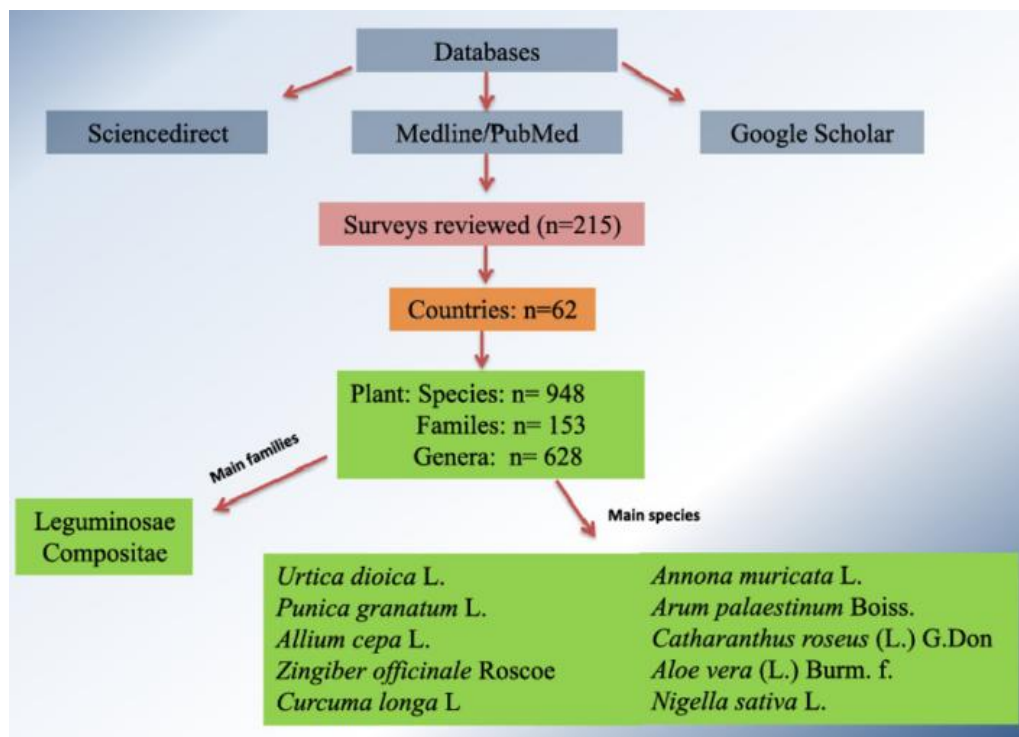 Databases
Sciencedirect
Medline/PubMed
Google Scholar
Surveys reviewed (n=215)
Countries: n=62
Plant: Species: n= 948
Familes: n= 153
Genera: n= 628
Main families
Leguminosae
Compositae
Main species
Urtica dioica L.
Punica granatum L.
Allium cepa L.
Zingiber officinale Roscoe
Curcuma longa L
Annona muricata L.
Arum palaestinum Boiss.
Catharanthus roseus (L.) G.Don
Aloe vera (L.) Burm. f.
Nigella sativa L.